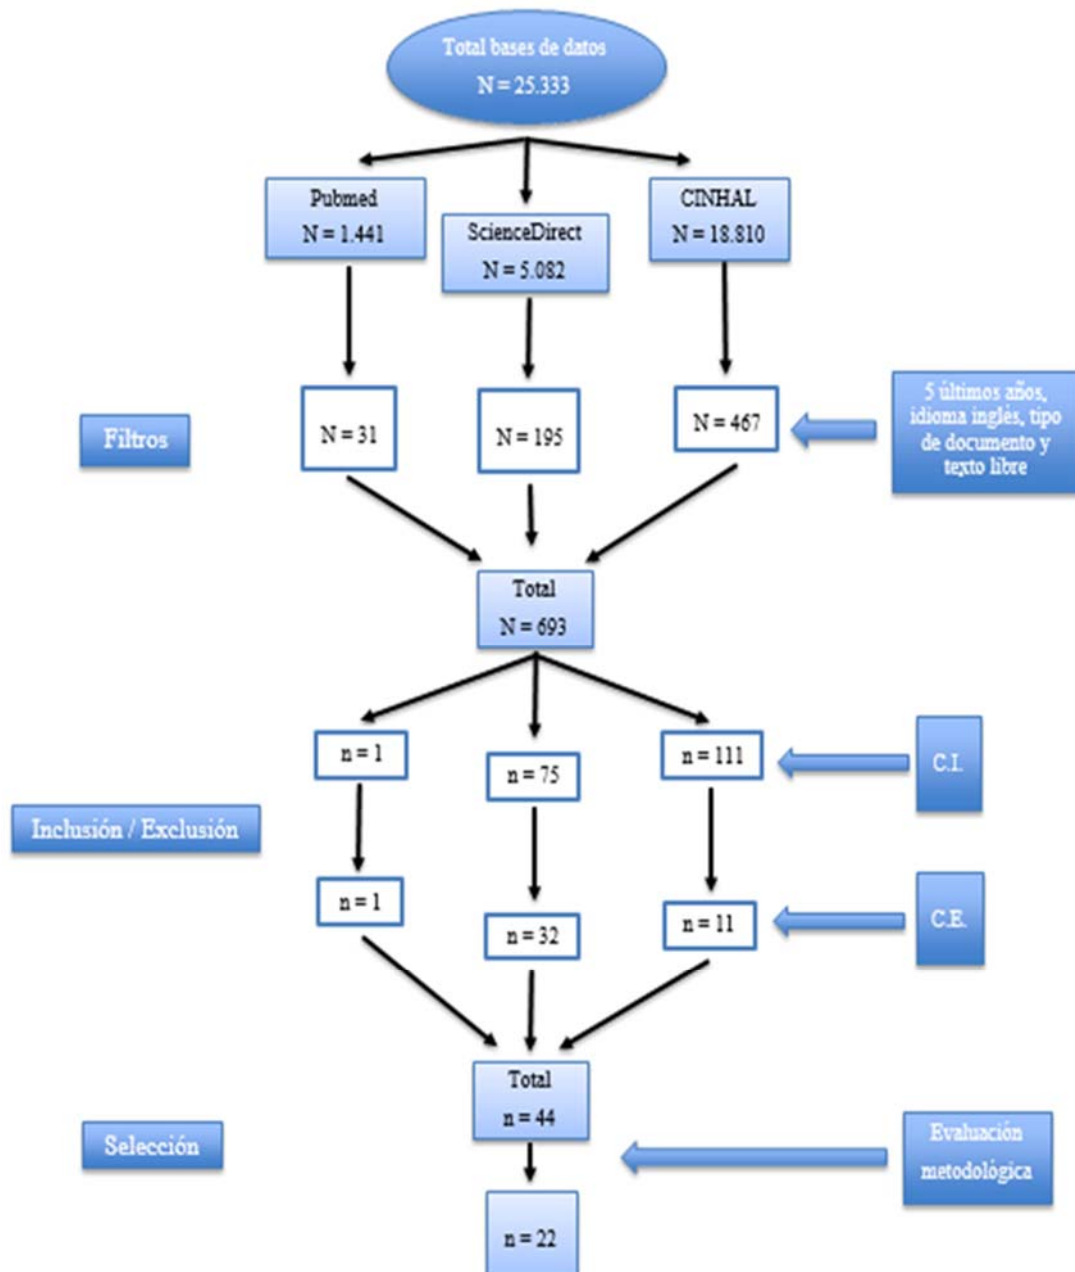 Total bases de datos
N = 25.333
Pubmed
N = 1.441
ScienceDirect
N = 5.082
CINHAL
N = 18.810
Filtros
N = 31
N = 195
N = 467
5 últimos años,
idioma inglés, tipo
de documento y
texto libre
Total
N = 693
n = 1
n = 75
n = 111
C.I.
Inclusión / Exclusión
n = 1
n = 32
n = 11
C.E.
Total
n = 44
Selección
Evaluación
metodológica
n = 22